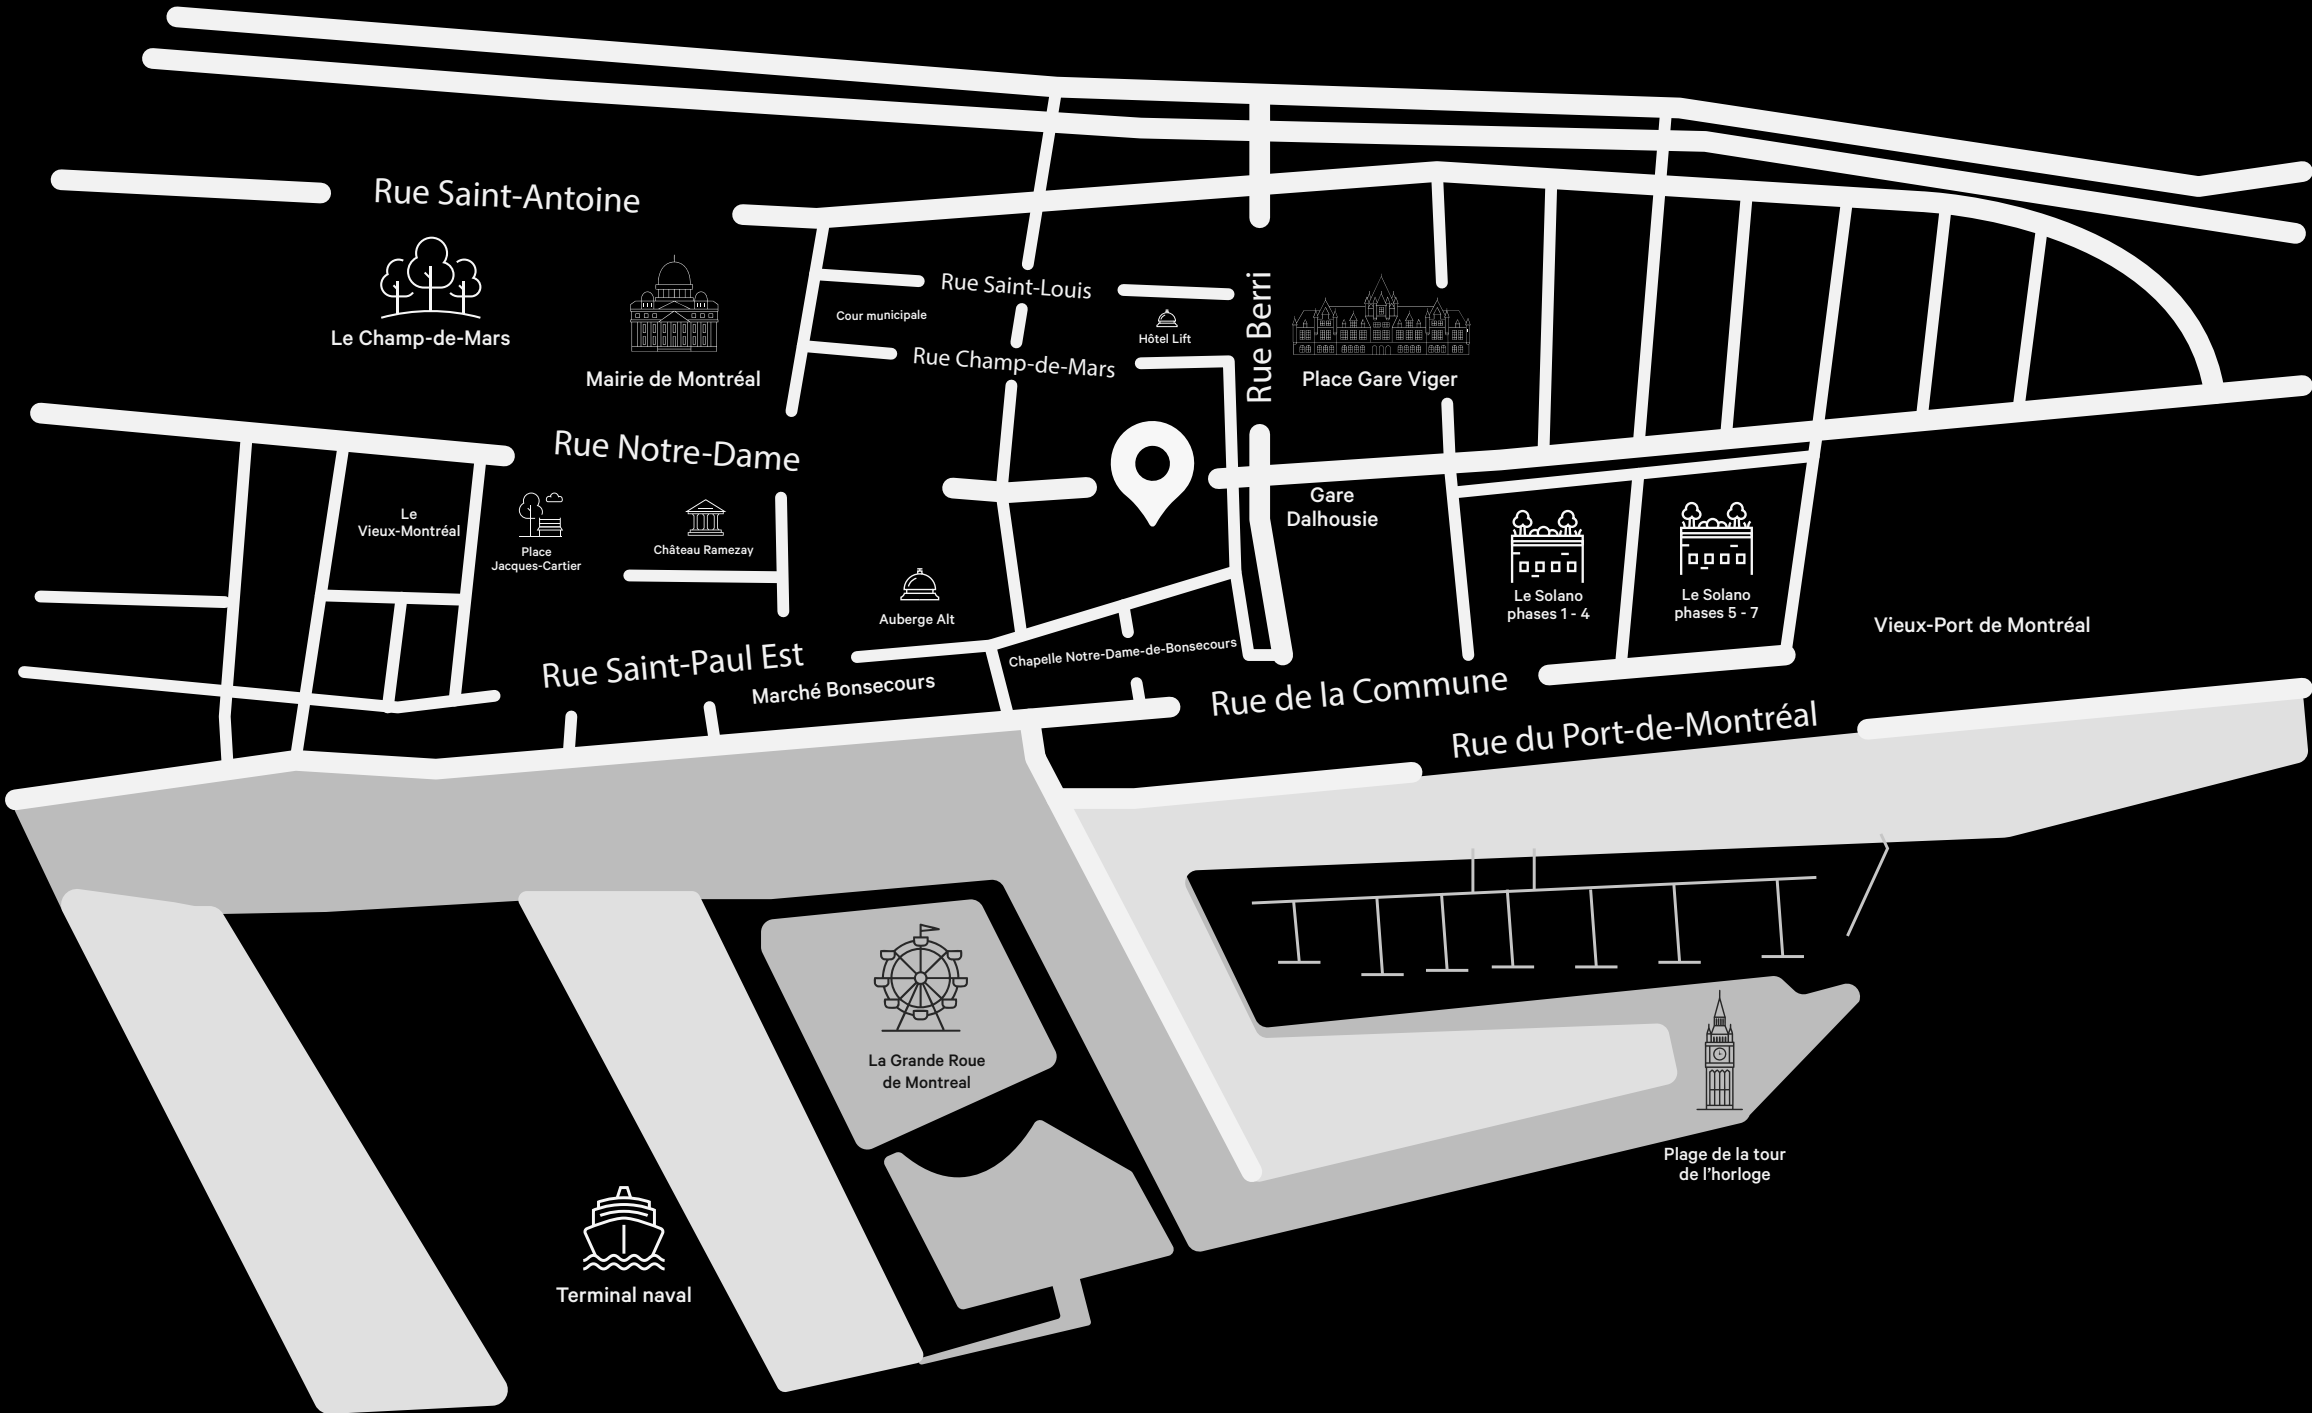 Rue Saint-Antoine
Le Champ-de-Mars
Mairie de Montréal
Rue Saint-Louis
Cour municipale
Hôtel Lift
Rue Champ-de-Mars
Rue Berri
Place Gare Viger
Rue Notre-Dame
Le
Vieux-Montréal
Place
Jacques-Cartier
Château Ramezay
Gare
Dalhousie
Auberge Alt
Le Solano
phases 1 - 4
Le Solano
phases 5 - 7
Vieux-Port de Montréal
Rue Saint-Paul Est
Chapelle Notre-Dame-de-Bonsecours
Marché Bonsecours
Rue de la Commune
Rue du Port-de-Montréal
La Grande Roue
de Montreal
Plage de la tour
de l'horloge
Terminal naval